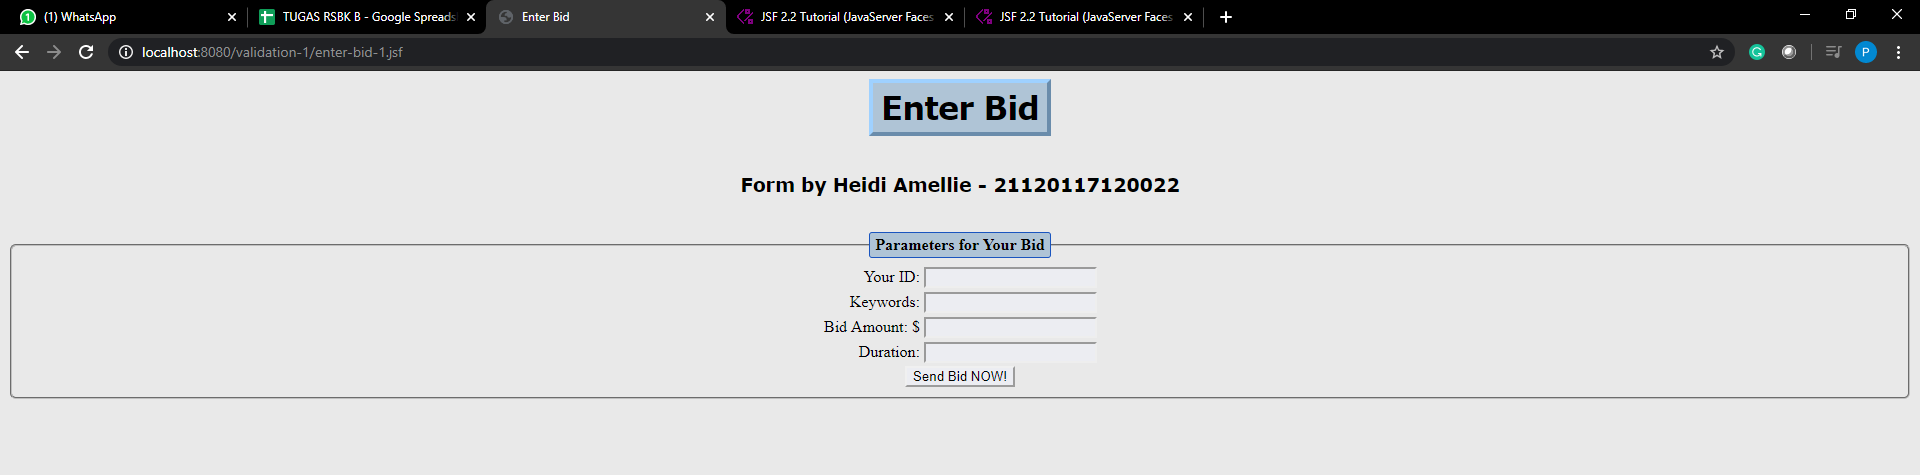 (1) WhatsApp
TUGAS RSBK B - Google Spreads
Enter Bid
JSF 2.2 Tutorial (JavaServer Faces
JSF 2.2 Tutorial (JavaServer Faces
localhost:8080/validation-1/enter-bid-1.jsf
P
Enter Bid
Form by Heidi Amellie - 21120117120022
Parameters for Your Bid
Your ID:
Keywords:
Bid Amount: $
Duration:
Send Bid NOW!